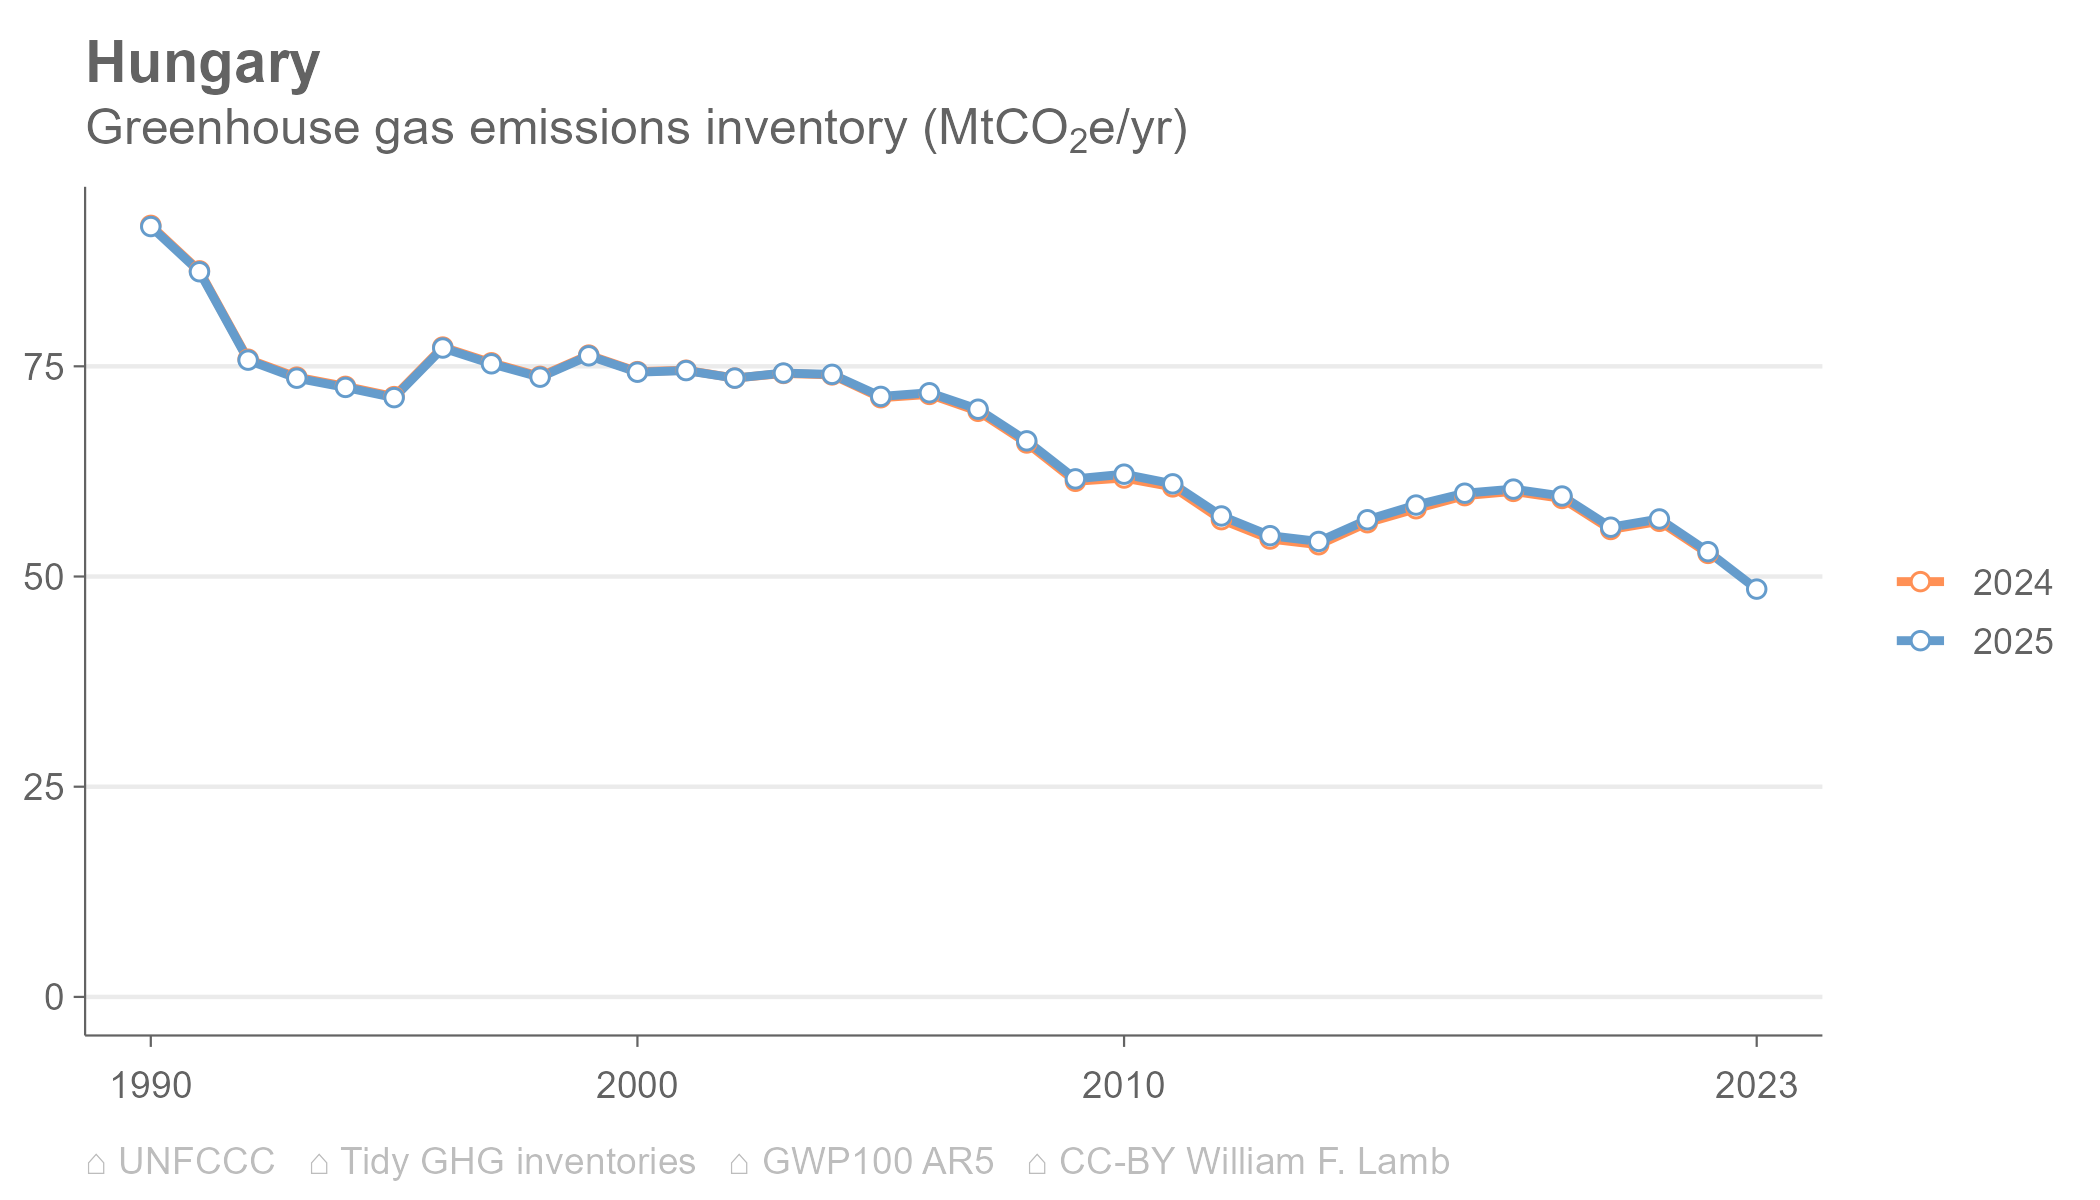 Hungary
Greenhouse gas emissions inventory (MtCO₂e/yr)
75
50
25
0
1990 2000 2010 2023
2024
2025
⌂ UNFCCC ⌂ Tidy GHG inventories ⌂ GWP100 AR5 ⌂ CC-BY William F. Lamb